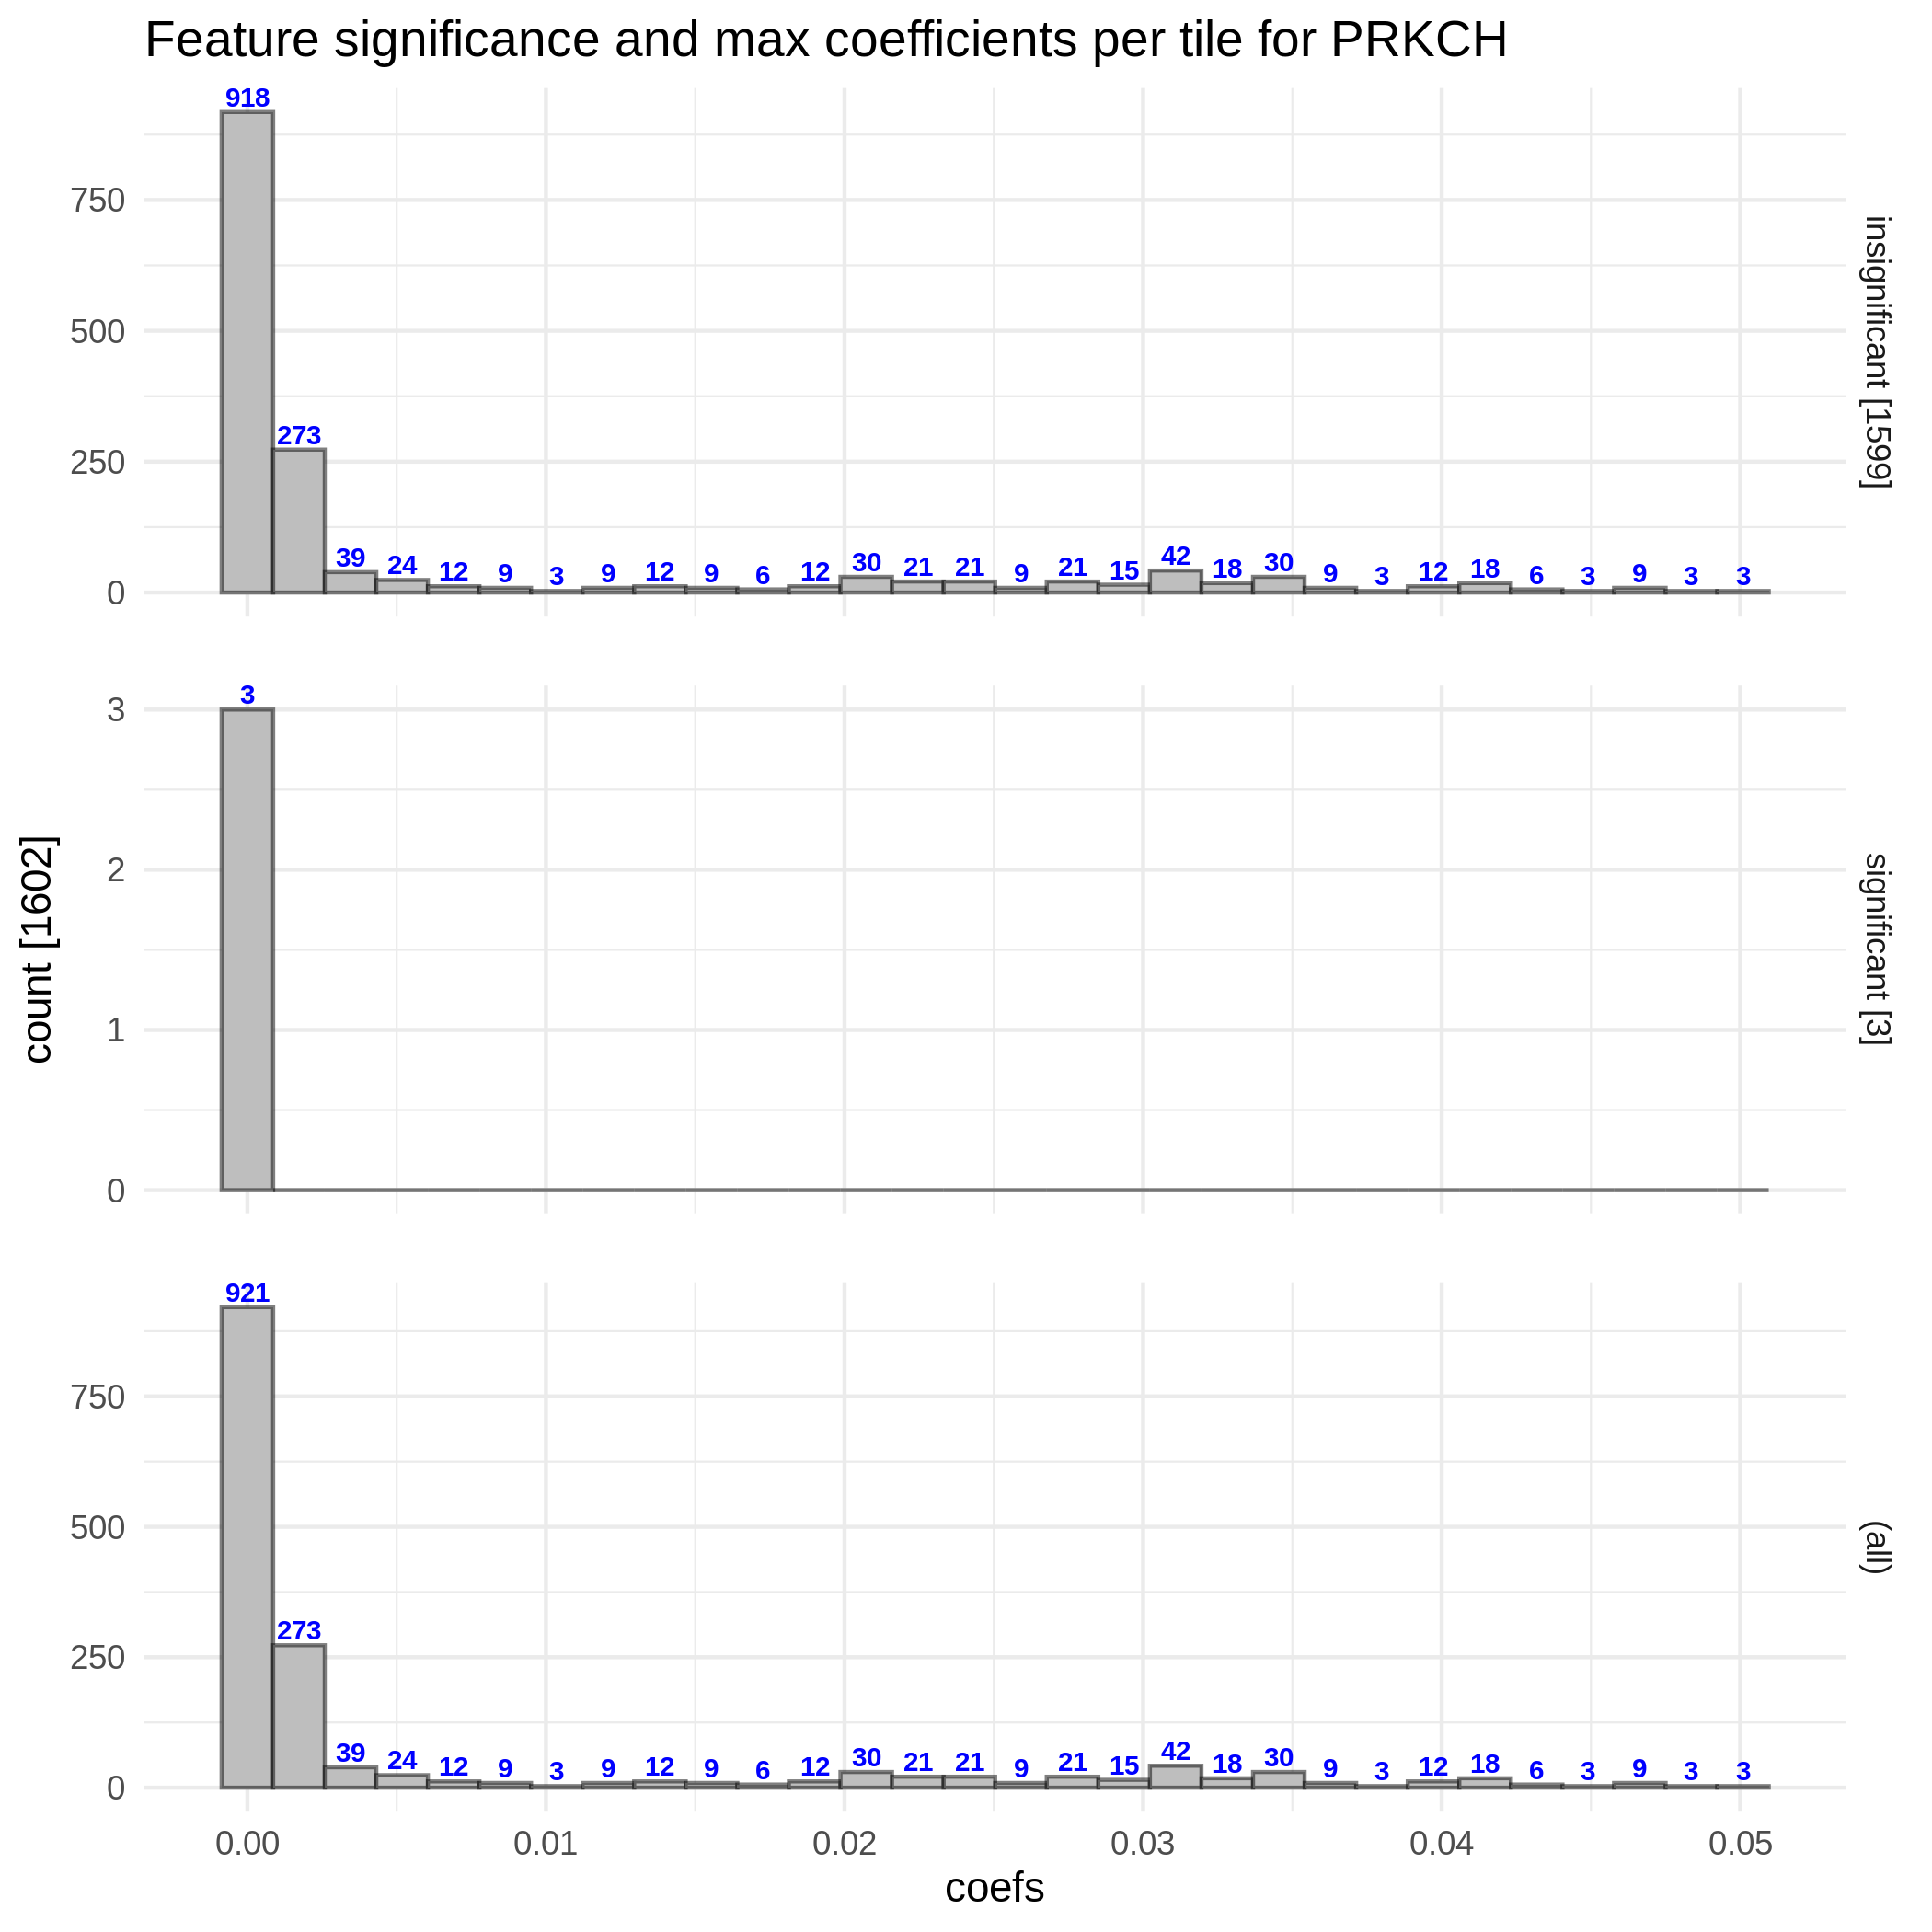 Feature significance and max coefficients per tile for PRKCH
918
273
39 24 12 9 3 9 12 9 6 12 30 21 21 9 21 15 42 18 30 9 3 12 18 6 3 9 3 3
750
500
250
0
insignificant [1599]
3
3
2
1
0
significant [3]
count [1602]
921
273
39 24 12 9 3 9 12 9 6 12 30 21 21 9 21 15 42 18 30 9 3 12 18 6 3 9 3 3
750
500
250
0
(all)
0.00 0.01 0.02 0.03 0.04 0.05
coefs